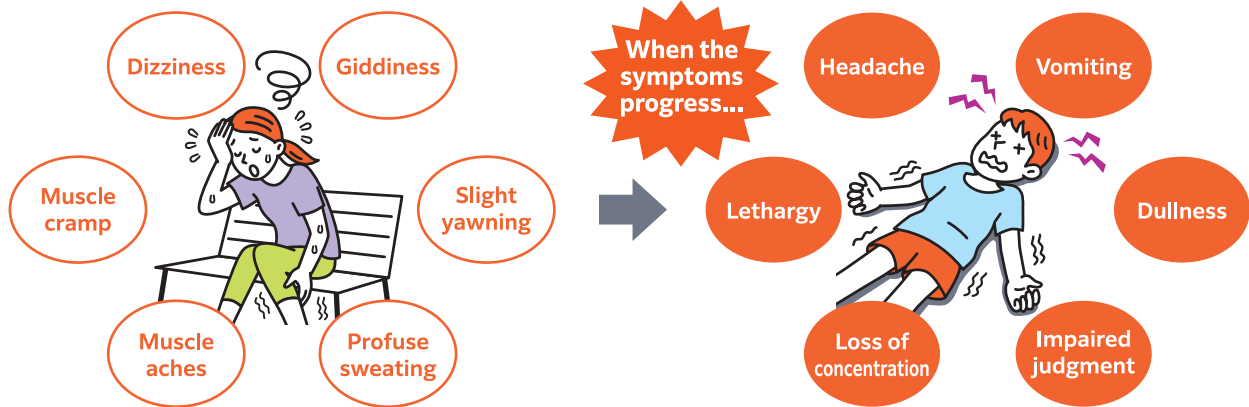 Dizziness
Giddiness
Muscle
cramp
Slight
yawning
Muscle
aches
Profuse
sweating
When the
symptoms
progress...
Headache
Vomiting
Lethargy
Dullness
Loss of
concentration
Impaired
judgment